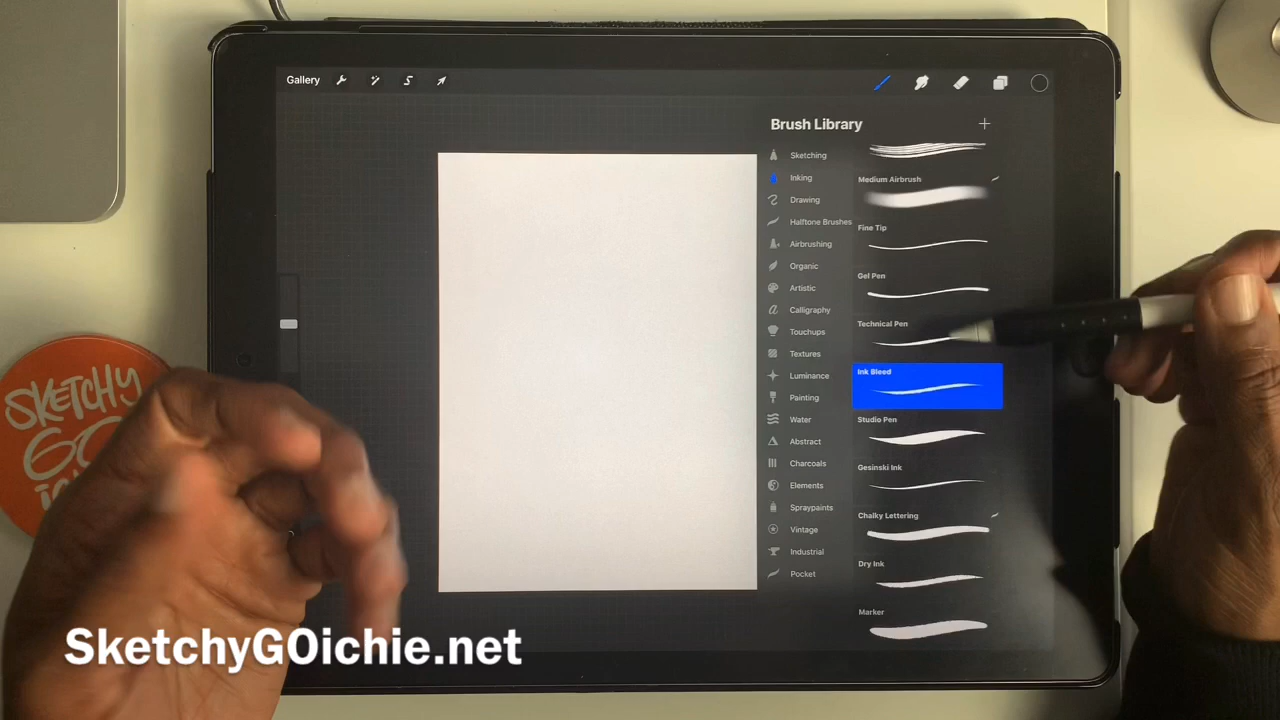 Gallery
Brush Library
Sketching
Inking
Drawing
Halftone Brushes
Airbrushing
Organic
Artistic
Calligraphy
Touchups
Textures
Luminance
Painting
Water
Abstract
Charcoals
Elements
Spraypaints
Vintage
Industrial
Pocket
Medium Airbrush
Fine Tip
Gel Pen
Technical Pen
Ink Bleed
Studio Pen
Gesinski Ink
Chalky Lettering
Dry Ink
Marker
SKETCHY
GO
SketchyGOichie.net